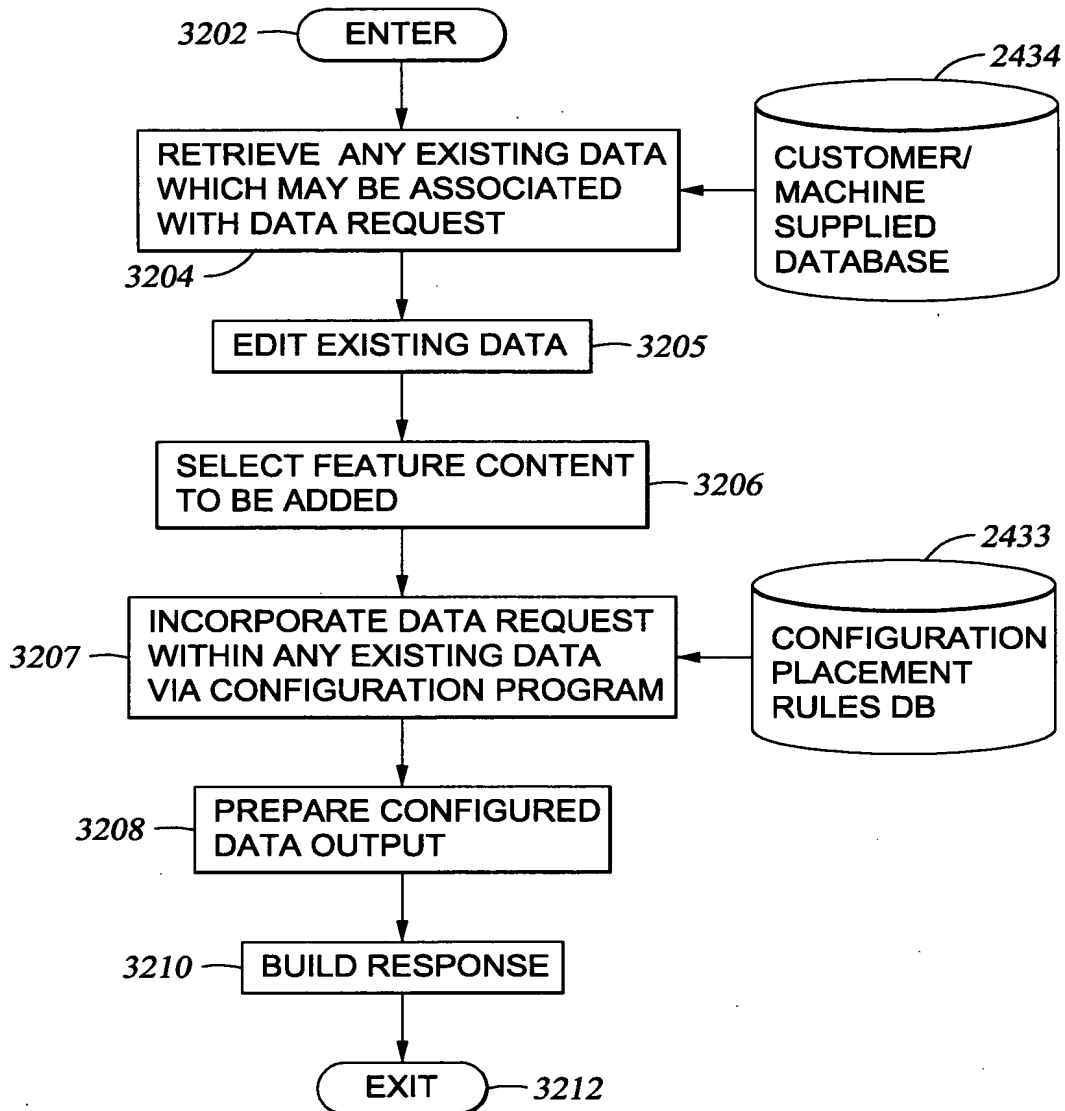 3202
ENTER
2434
RETRIEVE ANY EXISTING DATA
WHICH MAY BE ASSOCIATED
WITH DATA REQUEST
3204
CUSTOMER/
MACHINE
SUPPLIED
DATABASE
EDIT EXISTING DATA
3205
SELECT FEATURE CONTENT
TO BE ADDED
3206
2433
3207
INCORPORATE DATA REQUEST
WITHIN ANY EXISTING DATA
VIA CONFIGURATION PROGRAM
CONFIGURATION
PLACEMENT
RULES DB
3208
PREPARE CONFIGURED
DATA OUTPUT
3210
BUILD RESPONSE
EXIT
3212